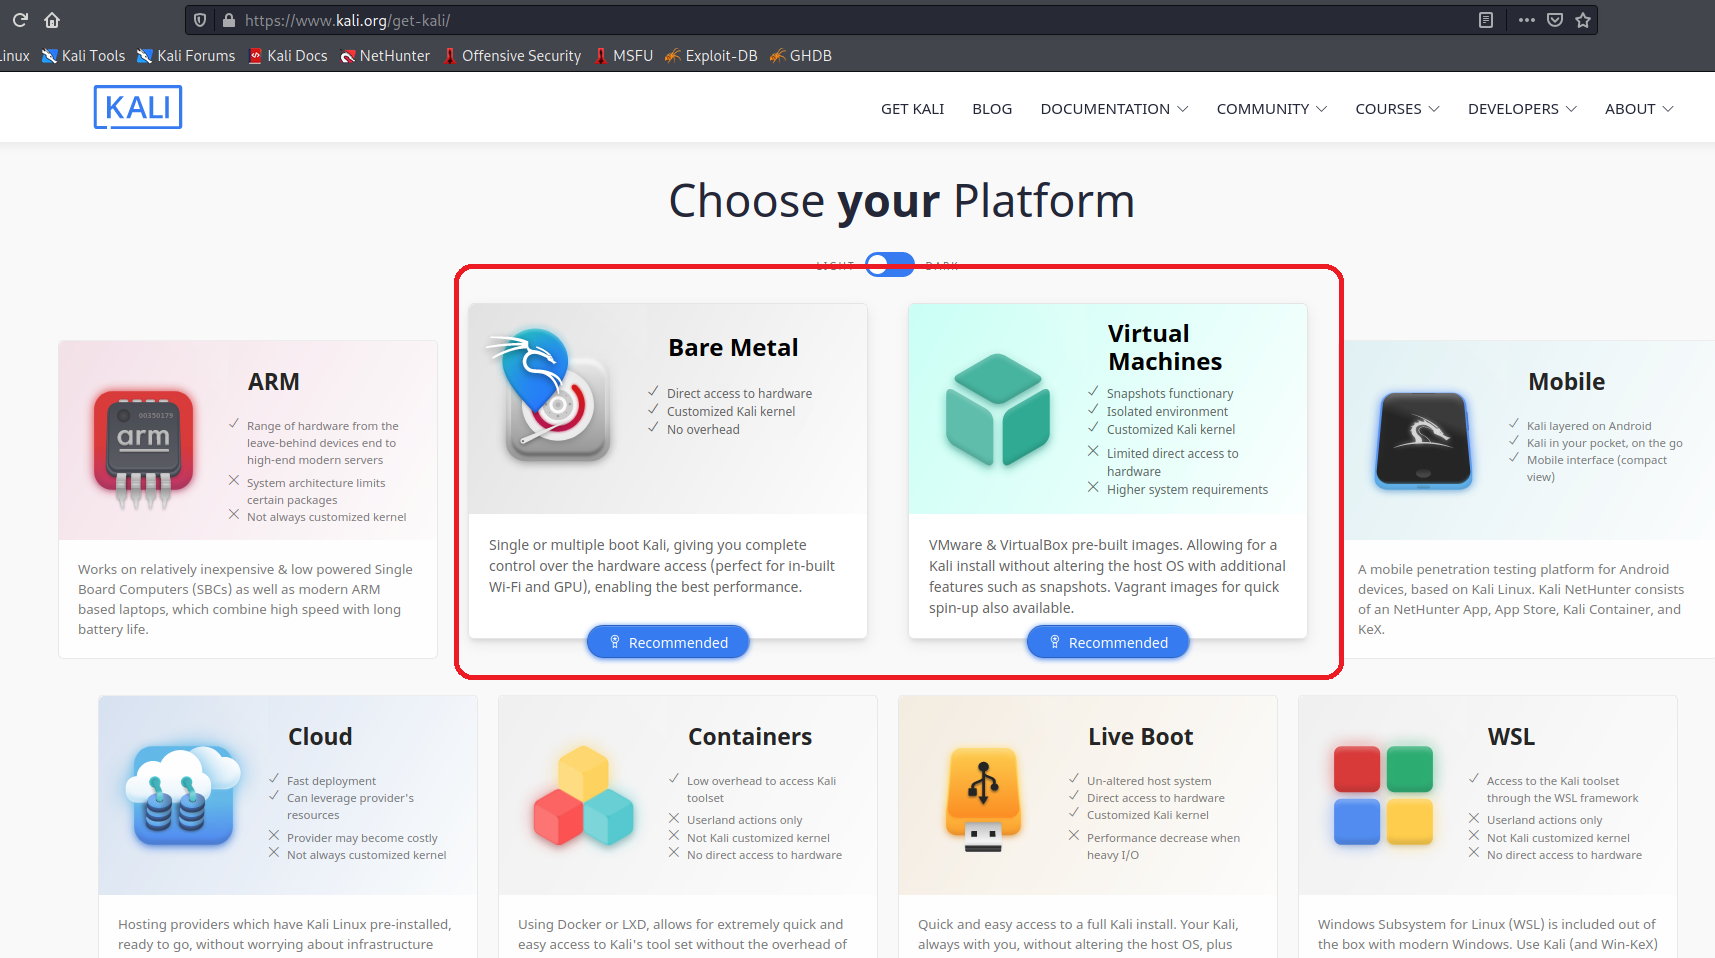 https://www.kali.org/get-kali/
Linux Kali Tools Kali Forums Kali Docs NetHunter Offensive Security MSFU Exploit-DB GHDB
KALI
GET KALI BLOG DOCUMENTATION COMMUNITY COURSES DEVELOPERS ABOUT
Choose your Platform
LIGHT DARK
ARM
arm
Range of hardware from the
leave-behind devices end to
high-end modern servers
System architecture limits
certain packages
Not always customized kernel
Works on relatively inexpensive & low powered Single
Board Computers (SBCs) as well as modern ARM
based laptops, which combine high speed with long
battery life.
Bare Metal
Direct access to hardware
Customized Kali kernel
No overhead
Single or multiple boot Kali, giving you complete
control over the hardware access (perfect for in-built
Wi-Fi and GPU), enabling the best performance.
Recommended
Virtual
Machines
Snapshots functionary
Isolated environment
Customized Kali kernel
Limited direct access to
hardware
Higher system requirements
VMware & VirtualBox pre-built images. Allowing for a
Kali install without altering the host OS with additional
features such as snapshots. Vagrant images for quick
spin-up also available.
Recommended
Mobile
Kali layered on Android
Kali in your pocket, on the go
Mobile interface (compact
view)
A mobile penetration testing platform for Android
devices, based on Kali Linux. Kali NetHunter consists
of an NetHunter App, App Store, Kali Container, and
KeX.
Cloud
Fast deployment
Can leverage provider's
resources
Provider may become costly
Not always customized kernel
Hosting providers which have Kali Linux pre-installed,
ready to go, without worrying about infrastructure
Containers
Low overhead to access Kali
toolset
Userland actions only
Not Kali customized kernel
No direct access to hardware
Using Docker or LXD, allows for extremely quick and
easy access to Kali's tool set without the overhead of
Live Boot
Un-altered host system
Direct access to hardware
Customized Kali kernel
Performance decrease when
heavy I/O
Quick and easy access to a full Kali install. Your Kali,
always with you, without altering the host OS, plus
WSL
Access to the Kali toolset
through the WSL framework
Userland actions only
Not Kali customized kernel
No direct access to hardware
Windows Subsystem for Linux (WSL) is included out of
the box with modern Windows. Use Kali (and Win-KeX)